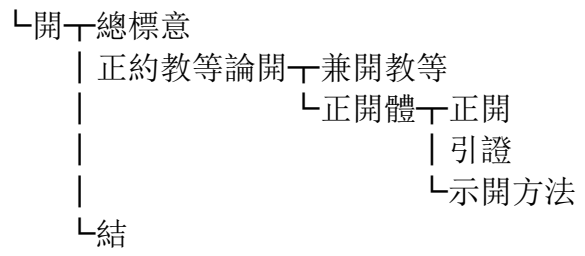 └開┬總標意
│正約教等論開┬兼開教等
│ └正開體┬正開
│ │引證
│ └示開方法
└結